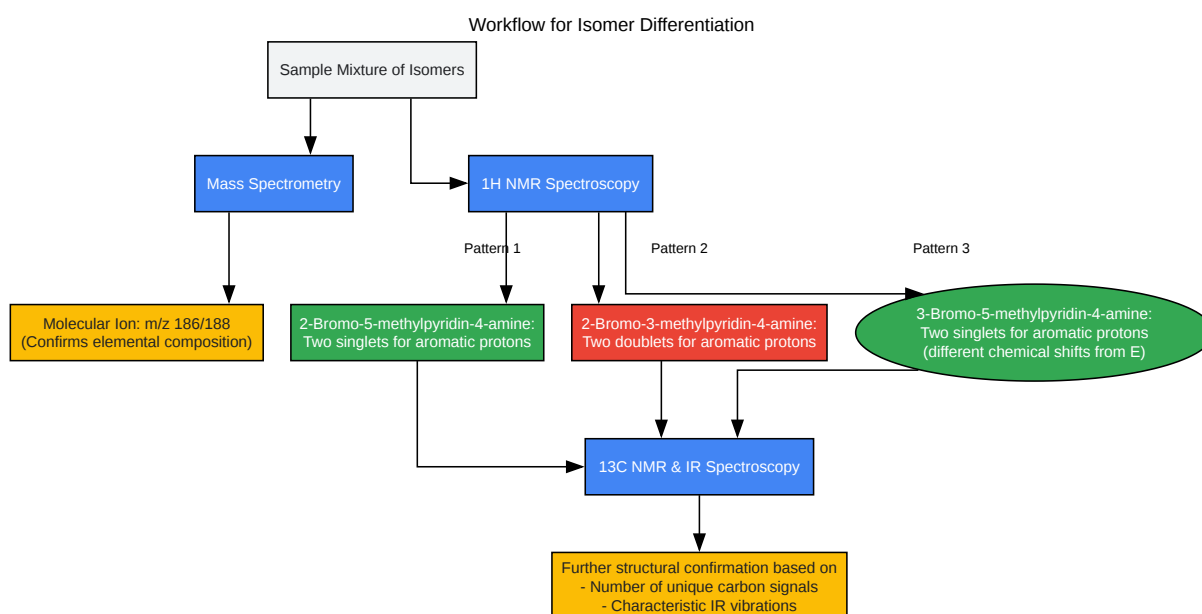 Workflow for Isomer Differentiation
Sample Mixture of Isomers
Mass Spectrometry
1H NMR Spectroscopy
Pattern 1
Pattern 2
Pattern 3
Molecular Ion: m/z 186/188
(Confirms elemental composition)
2-Bromo-5-methylpyridin-4-amine:
Two singlets for aromatic protons
2-Bromo-3-methylpyridin-4-amine:
Two doublets for aromatic protons
3-Bromo-5-methylpyridin-4-amine:
Two singlets for aromatic protons
(different chemical shifts from E)
13C NMR & IR Spectroscopy
Further structural confirmation based on
- Number of unique carbon signals
- Characteristic IR vibrations